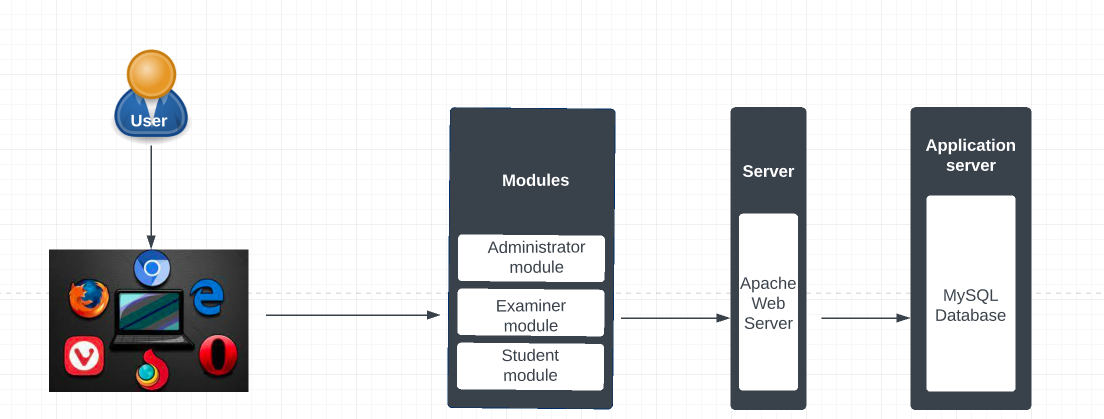 User
Modules
Administrator
module
Examiner
module
Student
module
Server
Apache
Web
Server
Application
server
MySQL
Database